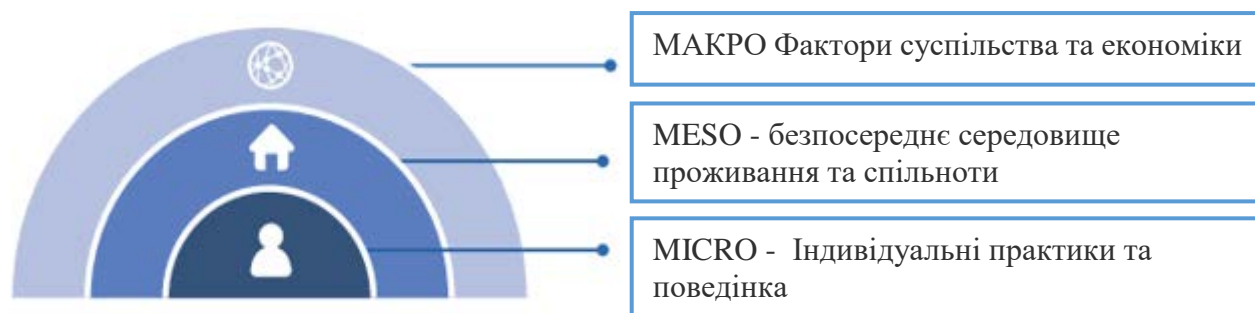 МАКРО Фактори суспільства та економіки
MESO - безпосереднє середовище
проживання та спільноти
MICRO - Індивідуальні практики та
поведінка